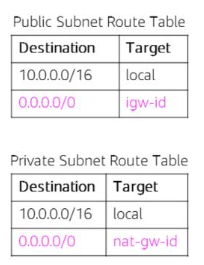 Public Subnet Route Table
Destination Target
10.0.0.0/16 local
0.0.0.0/0 igw-id
Private Subnet Route Table
Destination Target
10.0.0.0/16 local
0.0.0.0/0 nat-gw-id